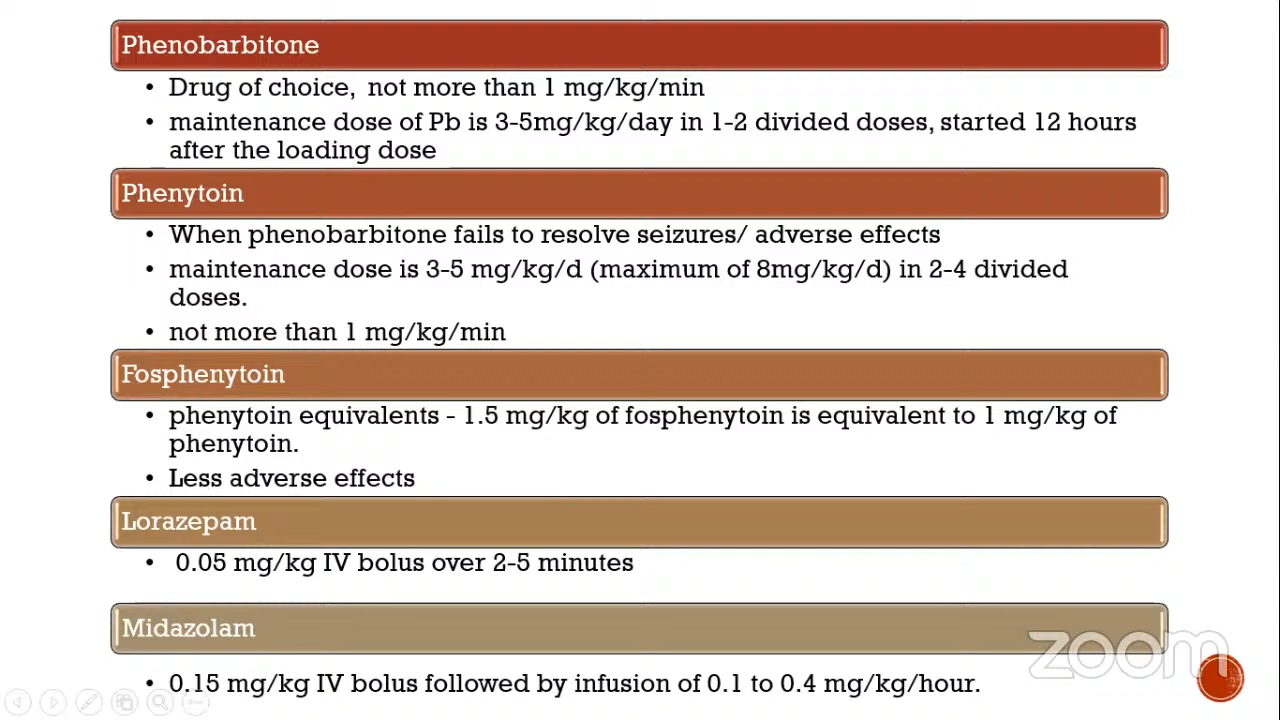 Phenobarbitone
• Drug of choice,  not more than 1 mg/kg/min
• maintenance dose of Pb is 3-5mg/kg/day in 1-2 divided doses, started 12 hours
after the loading dose
Phenytoin
• When phenobarbitone fails to resolve seizures/ adverse effects
• maintenance dose is 3-5 mg/kg/d (maximum of 8mg/kg/d) in 2-4 divided
doses.
• not more than 1 mg/kg/min
Fosphenytoin
• phenytoin equivalents - 1.5 mg/kg of fosphenytoin is equivalent to 1 mg/kg of
phenytoin.
• Less adverse effects
Lorazepam
• 0.05 mg/kg IV bolus over 2-5 minutes
Midazolam
zoom
• 0.15 mg/kg IV bolus followed by infusion of 0.1 to 0.4 mg/kg/hour.